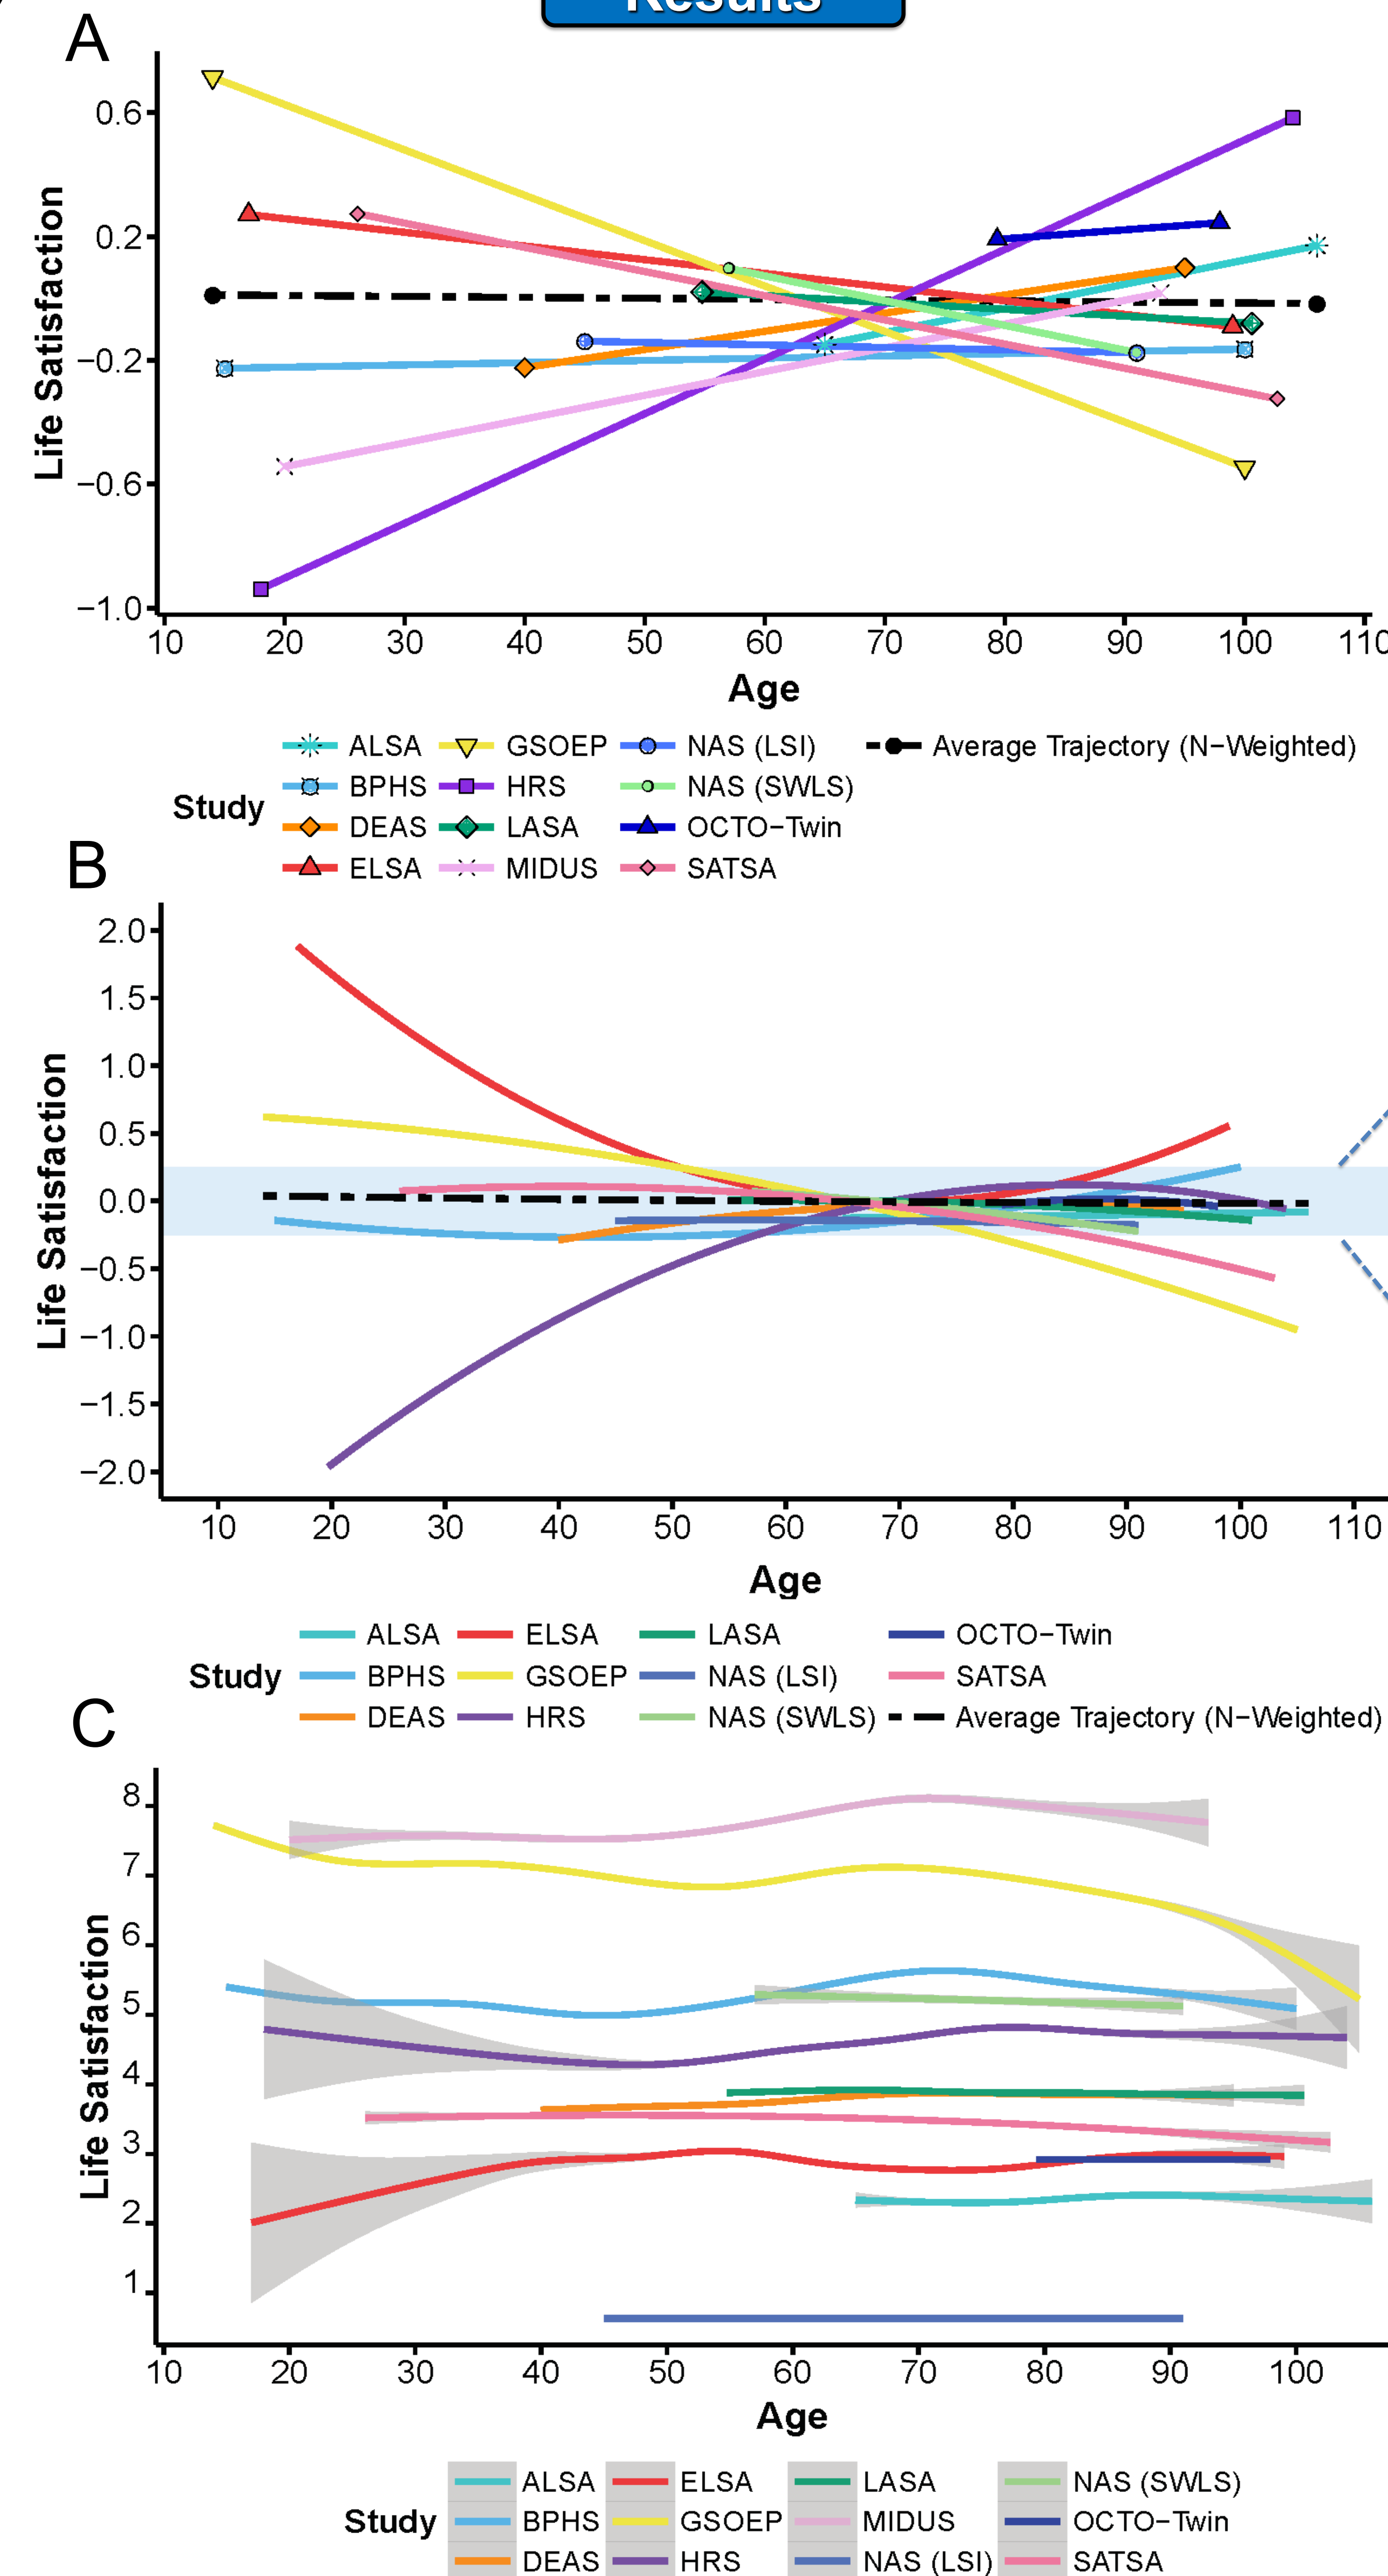 Results
A
Life Satisfaction
0.6
0.2
−0.2
−0.6
−1.0
10 20 30 40 50 60 70 80 90 100 110
Age
Study
ALSA GSOEP NAS (LSI) Average Trajectory (N−Weighted)
BPHS HRS NAS (SWLS)
DEAS LASA OCTO−Twin
ELSA MIDUS SATSA
B
Life Satisfaction
2.0
1.5
1.0
0.5
0.0
−0.5
−1.0
−1.5
−2.0
10 20 30 40 50 60 70 80 90 100 110
Age
Study
ALSA ELSA LASA OCTO−Twin
BPHS GSOEP NAS (LSI) SATSA
DEAS HRS NAS (SWLS) Average Trajectory (N−Weighted)
C
Life Satisfaction
8
7
6
5
4
3
2
1
10 20 30 40 50 60 70 80 90 100
Age
Study
ALSA ELSA LASA NAS (SWLS)
BPHS GSOEP MIDUS OCTO−Twin
DEAS HRS NAS (LSI) SATSA